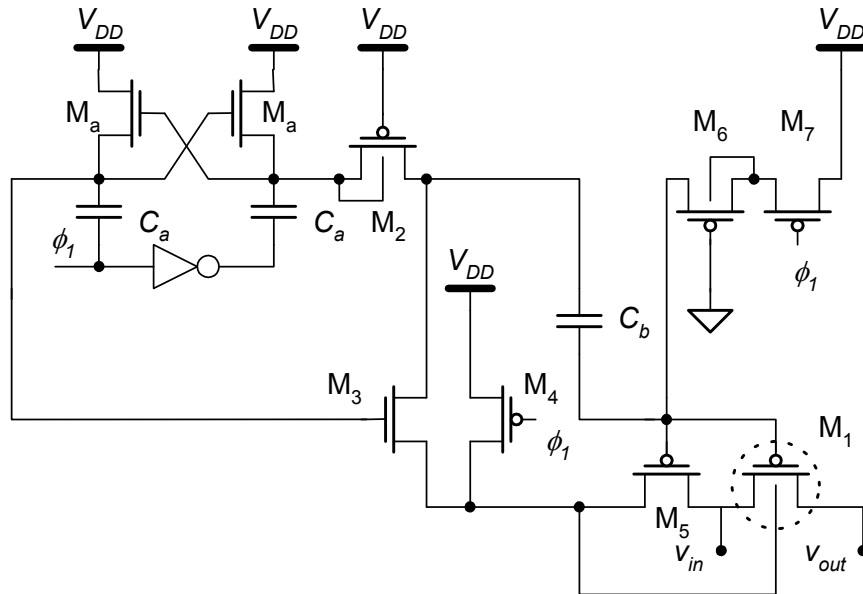 V_DD V_DD V_DD
M_a M_a M_6 M_7
C_a C_a M_2
ϕ_1 ϕ_1
V_DD C_b
M_3 M_4 ϕ_1 M_1
M_5 v_in v_out